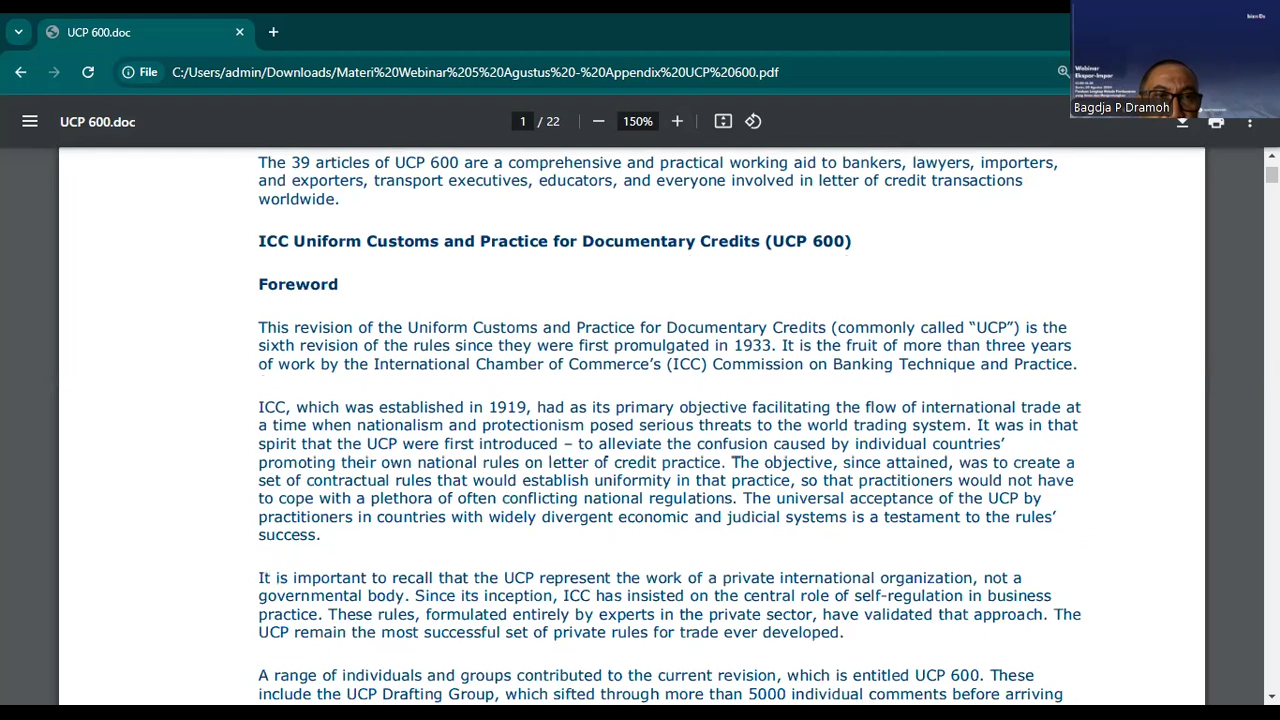 UCP 600.doc
File
C:/Users/admin/Downloads/Materi%20Webinar%205%20Agustus%20-%20Appendix%20UCP%20600.pdf
UCP 600.doc
1 / 22
150%
Webinar
Ekspor-Impor
Bagdja P Dramoh
The 39 articles of UCP 600 are a comprehensive and practical working aid to bankers, lawyers, importers,
and exporters, transport executives, educators, and everyone involved in letter of credit transactions
worldwide.
ICC Uniform Customs and Practice for Documentary Credits (UCP 600)
Foreword
This revision of the Uniform Customs and Practice for Documentary Credits (commonly called “UCP”) is the
sixth revision of the rules since they were first promulgated in 1933. It is the fruit of more than three years
of work by the International Chamber of Commerce’s (ICC) Commission on Banking Technique and Practice.
ICC, which was established in 1919, had as its primary objective facilitating the flow of international trade at
a time when nationalism and protectionism posed serious threats to the world trading system. It was in that
spirit that the UCP were first introduced – to alleviate the confusion caused by individual countries’
promoting their own national rules on letter of credit practice. The objective, since attained, was to create a
set of contractual rules that would establish uniformity in that practice, so that practitioners would not have
to cope with a plethora of often conflicting national regulations. The universal acceptance of the UCP by
practitioners in countries with widely divergent economic and judicial systems is a testament to the rules’
success.
It is important to recall that the UCP represent the work of a private international organization, not a
governmental body. Since its inception, ICC has insisted on the central role of self-regulation in business
practice. These rules, formulated entirely by experts in the private sector, have validated that approach. The
UCP remain the most successful set of private rules for trade ever developed.
A range of individuals and groups contributed to the current revision, which is entitled UCP 600. These
include the UCP Drafting Group, which sifted through more than 5000 individual comments before arriving